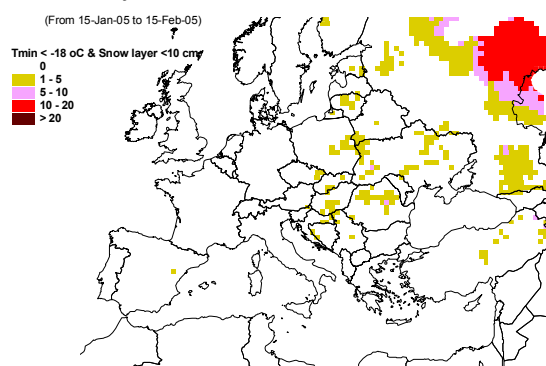 (From 15-Jan-05 to 15-Feb-05)
Tmin < -18 oC & Snow layer <10 cm
0
1 - 5
5 - 10
10 - 20
> 20